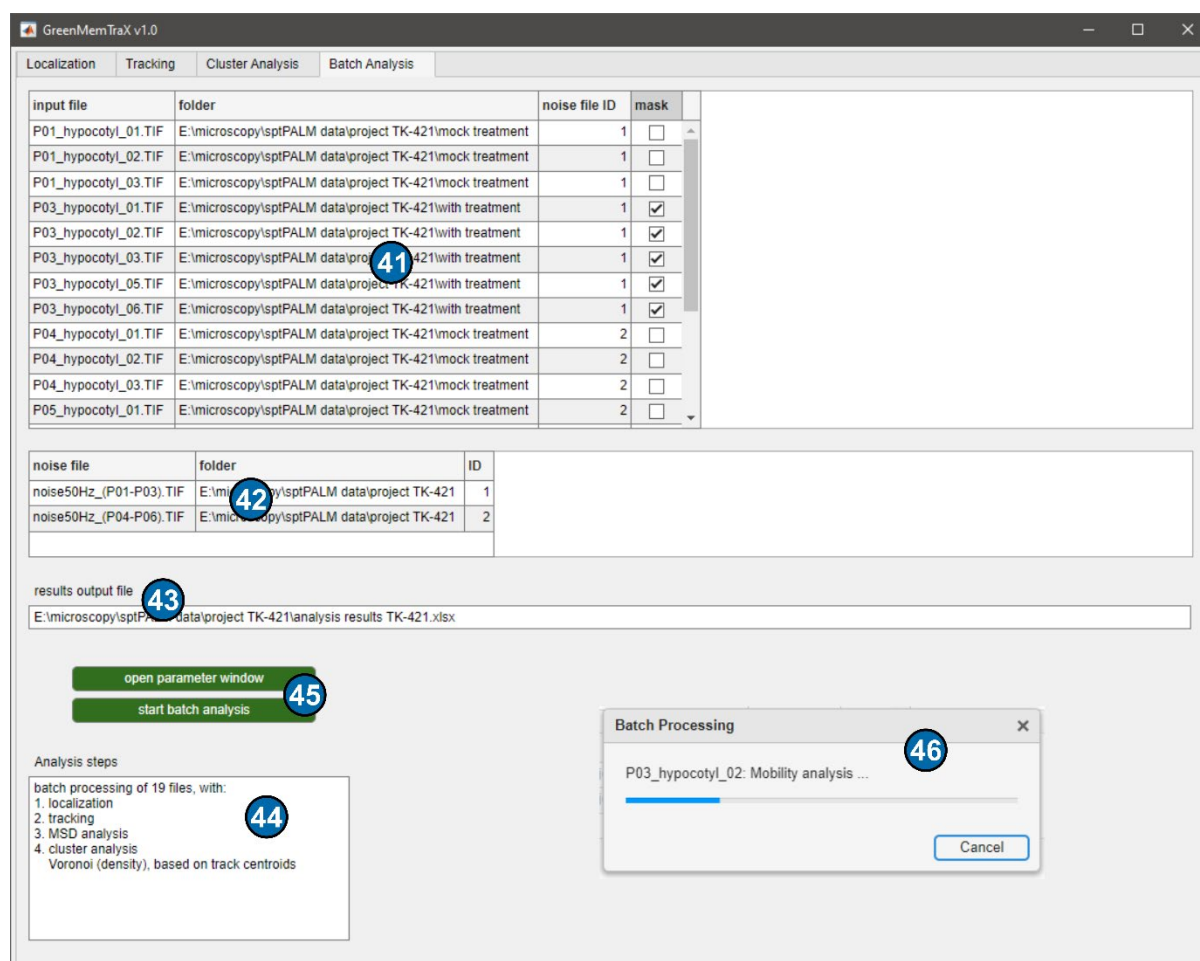 GreenMemTraX v1.0
Localization Tracking Cluster Analysis Batch Analysis
input file folder noise file ID mask
P01_hypocotyl_01.TIF E:\microscopy\sptPALM data\project TK-421\mock treatment 1
P01_hypocotyl_02.TIF E:\microscopy\sptPALM data\project TK-421\mock treatment 1
P01_hypocotyl_03.TIF E:\microscopy\sptPALM data\project TK-421\mock treatment 1
P03_hypocotyl_01.TIF E:\microscopy\sptPALM data\project TK-421\with treatment 1
P03_hypocotyl_02.TIF E:\microscopy\sptPALM data\project TK-421\with treatment 1
P03_hypocotyl_03.TIF E:\microscopy\sptPALM data\pro 421\with treatment 1
41
P03_hypocotyl_05.TIF E:\microscopy\sptPALM data\project TK-421\with treatment 1
P03_hypocotyl_06.TIF E:\microscopy\sptPALM data\project TK-421\with treatment 1
P04_hypocotyl_01.TIF E:\microscopy\sptPALM data\project TK-421\mock treatment 2
P04_hypocotyl_02.TIF E:\microscopy\sptPALM data\project TK-421\mock treatment 2
P04_hypocotyl_03.TIF E:\microscopy\sptPALM data\project TK-421\mock treatment 2
P05_hypocotyl_01.TIF E:\microscopy\sptPALM data\project TK-421\mock treatment 2
noise file folder ID
noise50Hz_(P01-P03).TIF E:\mi py\sptPALM data\project TK-421 1
42
noise50Hz_(P04-P06).TIF E:\micr opy\sptPALM data\project TK-421 2
results output file
43
E:\microscopy\sptPALM data\project TK-421\analysis results TK-421.xlsx
open parameter window
45
start batch analysis
Analysis steps
batch processing of 19 files, with:
1. localization
2. tracking
44
3. MSD analysis
4. cluster analysis
Voronoi (density), based on track centroids
Batch Processing
46
P03_hypocotyl_02: Mobility analysis ...
Cancel